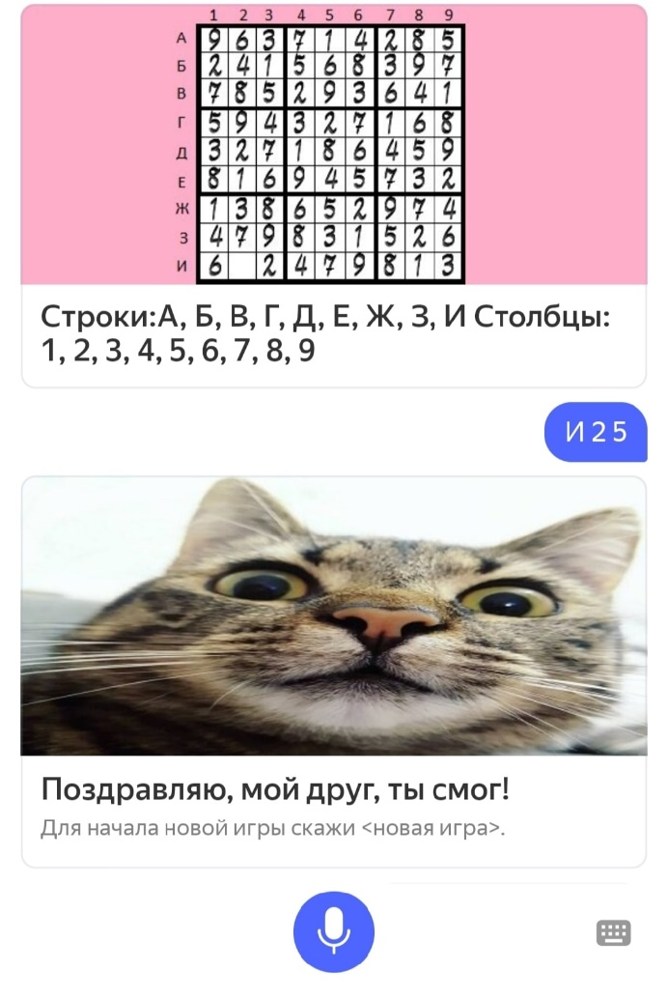 1 2 3 4 5 6 7 8 9
А 9 6 3 7 1 4 2 8 5
Б 2 4 1 5 6 8 3 9 7
В 7 8 5 2 9 3 6 4 1
Г 5 9 4 3 2 7 1 6 8
Д 3 2 7 1 8 6 4 5 9
Е 8 1 6 9 4 5 7 3 2
Ж 1 3 8 6 5 2 9 7 4
З 4 7 9 8 3 1 5 2 6
И 6 2 4 7 9 8 1 3
Строки:А, Б, В, Г, Д, Е, Ж, З, И Столбцы:
1, 2, 3, 4, 5, 6, 7, 8, 9
И 2 5
Поздравляю, мой друг, ты смог!
Для начала новой игры скажи <новая игра>.